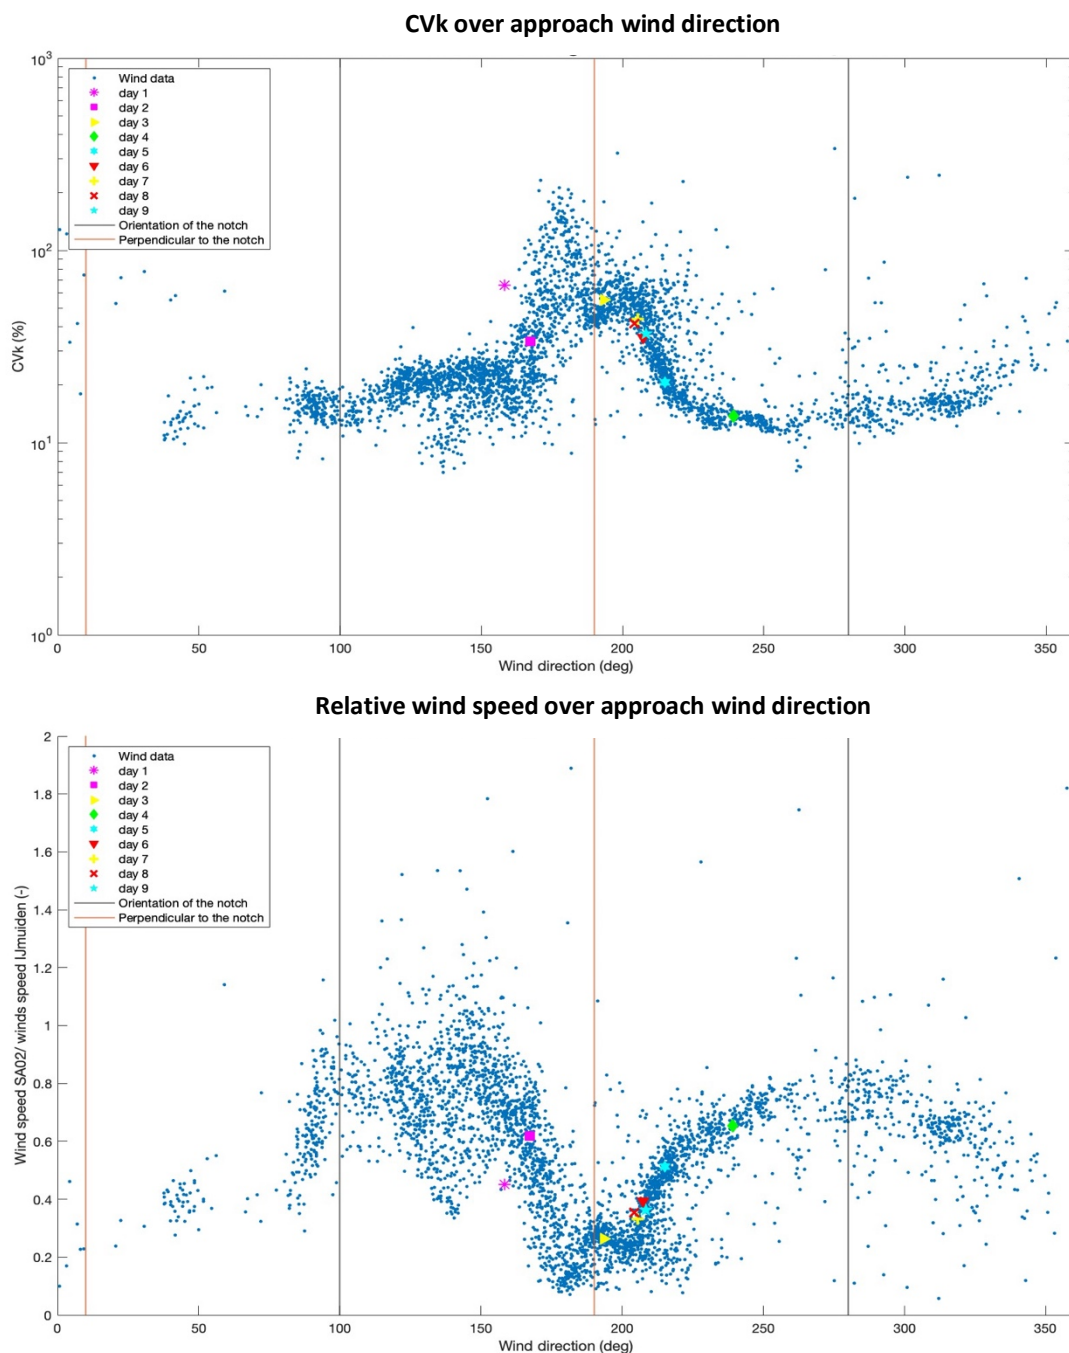 CVk over approach wind direction
10³
Wind data
day 1
day 2
day 3
day 4
day 5
day 6
day 7
day 8
day 9
Orientation of the notch
Perpendicular to the notch
10²
CVk (%)
10¹
10⁰
0 50 100 150 200 250 300 350
Wind direction (deg)
Relative wind speed over approach wind direction
2
Wind data
day 1
day 2
day 3
day 4
day 5
day 6
day 7
day 8
day 9
Orientation of the notch
Perpendicular to the notch
1.8
1.6
1.4
1.2
1
0.8
0.6
0.4
0.2
0
Wind speed SA02/ winds speed IJmuiden (-)
0 50 100 150 200 250 300 350
Wind direction (deg)